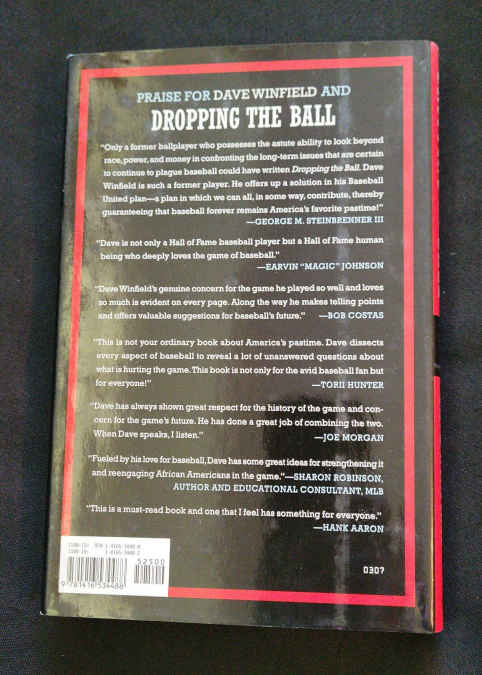 PRAISE FOR DAVE WINFIELD AND
DROPPING THE BALL
"Only a former ballplayer who possesses the astute ability to look beyond
race, power, and money in confronting the long-term issues that are certain
to continue to plague baseball could have written Dropping the Ball. Dave
Winfield is such a former player. He offers up a solution in his Baseball
United plan—a plan in which we can all, in some way, contribute, thereby
guaranteeing that baseball forever remains America's favorite pastime!"
—GEORGE M. STEINBRENNER III
"Dave is not only a Hall of Fame baseball player but a Hall of Fame human
being who deeply loves the game of baseball."
—EARVIN "MAGIC" JOHNSON
"Dave Winfield's genuine concern for the game he played so well and loves
so much is evident on every page. Along the way he makes telling points
and offers valuable suggestions for baseball's future." —BOB COSTAS
"This is not your ordinary book about America's pastime. Dave dissects
every aspect of baseball to reveal a lot of unanswered questions about
what is hurting the game. This book is not only for the avid baseball fan but
for everyone!" —TORII HUNTER
"Dave has always shown great respect for the history of the game and con-
cern for the game's future. He has done a great job of combining the two.
When Dave speaks, I listen." —JOE MORGAN
"Fueled by his love for baseball, Dave has some great ideas for strengthening it
and reengaging African Americans in the game."—SHARON ROBINSON,
AUTHOR AND EDUCATIONAL CONSULTANT, MLB
"This is a must-read book and one that I feel has something for everyone."
—HANK AARON
52500
9 781416 534488
0307